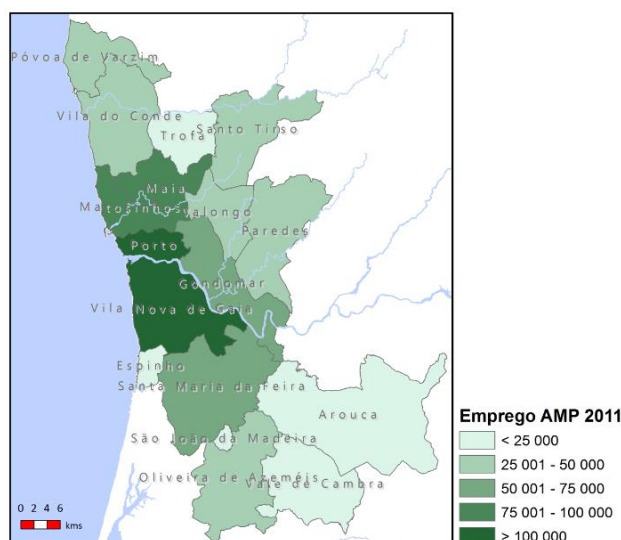 Póvoa de Varzim
Vila do Conde
Trofa
Santo Tirso
Maia
Matosinhos
Valongo
Paredes
Porto
Gondomar
Vila Nova de Gaia
Espinho
Santa Maria da Feira
Arouca
São João da Madeira
Oliveira de Azeméis
Vale de Cambra
0 2 4 6
kms
Emprego AMP 2011
< 25 000
25 001 - 50 000
50 001 - 75 000
75 001 - 100 000
> 100 000